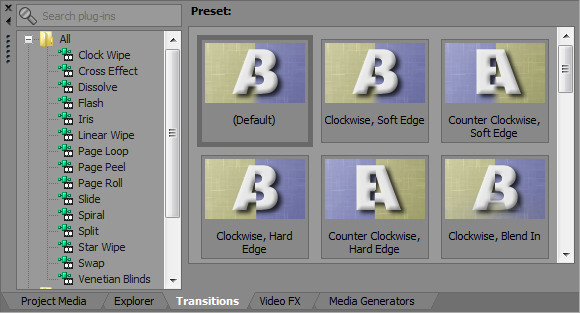 Search plug-ins
All
Clock Wipe
Cross Effect
Dissolve
Flash
Iris
Linear Wipe
Page Loop
Page Peel
Page Roll
Slide
Spiral
Split
Star Wipe
Swap
Venetian Blinds
Preset:
(Default)
Clockwise, Soft Edge
Counter Clockwise,
Soft Edge
Clockwise, Hard
Edge
Counter Clockwise,
Hard Edge
Clockwise, Blend In
Project Media Explorer Transitions Video FX Media Generators